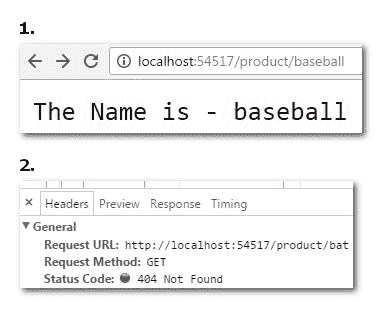 1.
localhost:54517/product/baseball
The Name is - baseball
2.
× Headers Preview Response Timing
▼ General
Request URL: http://localhost:54517/product/bat
Request Method: GET
Status Code: 404 Not Found